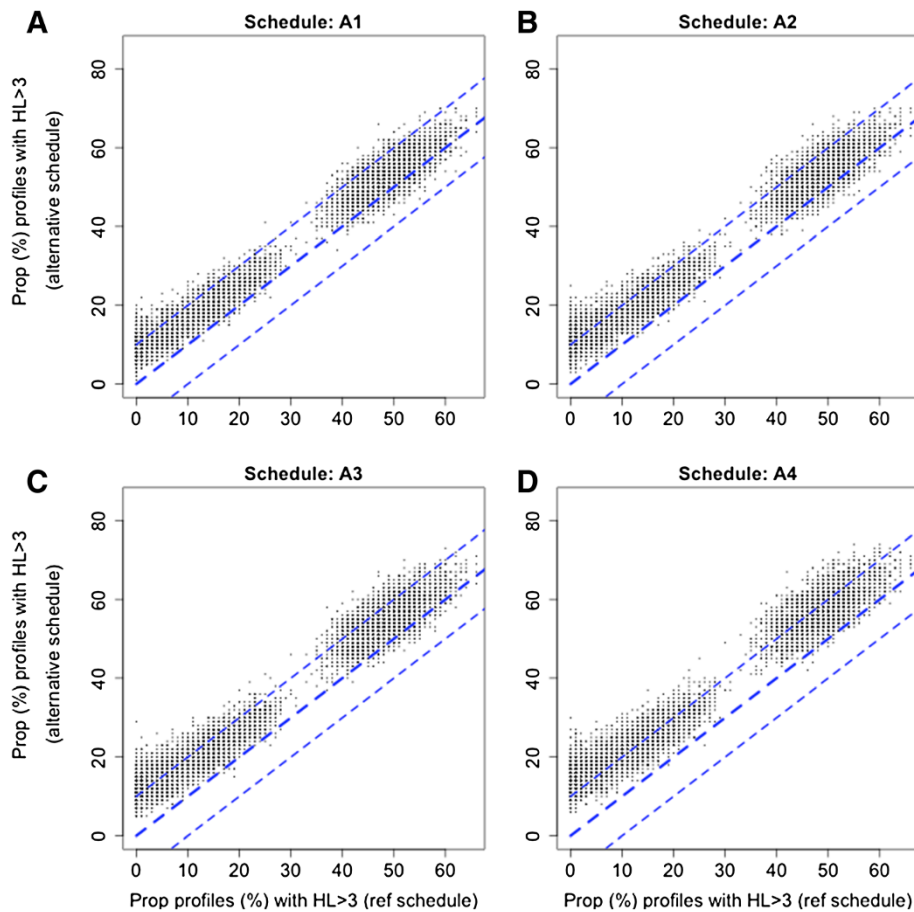 A
Schedule: A1
B
Schedule: A2
Prop (%) profiles with HL>3
(alternative schedule)
80
60
40
20
0
0 10 20 30 40 50 60
80
60
40
20
0
0 10 20 30 40 50 60
C
Schedule: A3
D
Schedule: A4
Prop (%) profiles with HL>3
(alternative schedule)
80
60
40
20
0
0 10 20 30 40 50 60
80
60
40
20
0
0 10 20 30 40 50 60
Prop profiles (%) with HL>3 (ref schedule)
Prop (%) profiles with HL>3 (ref schedule)